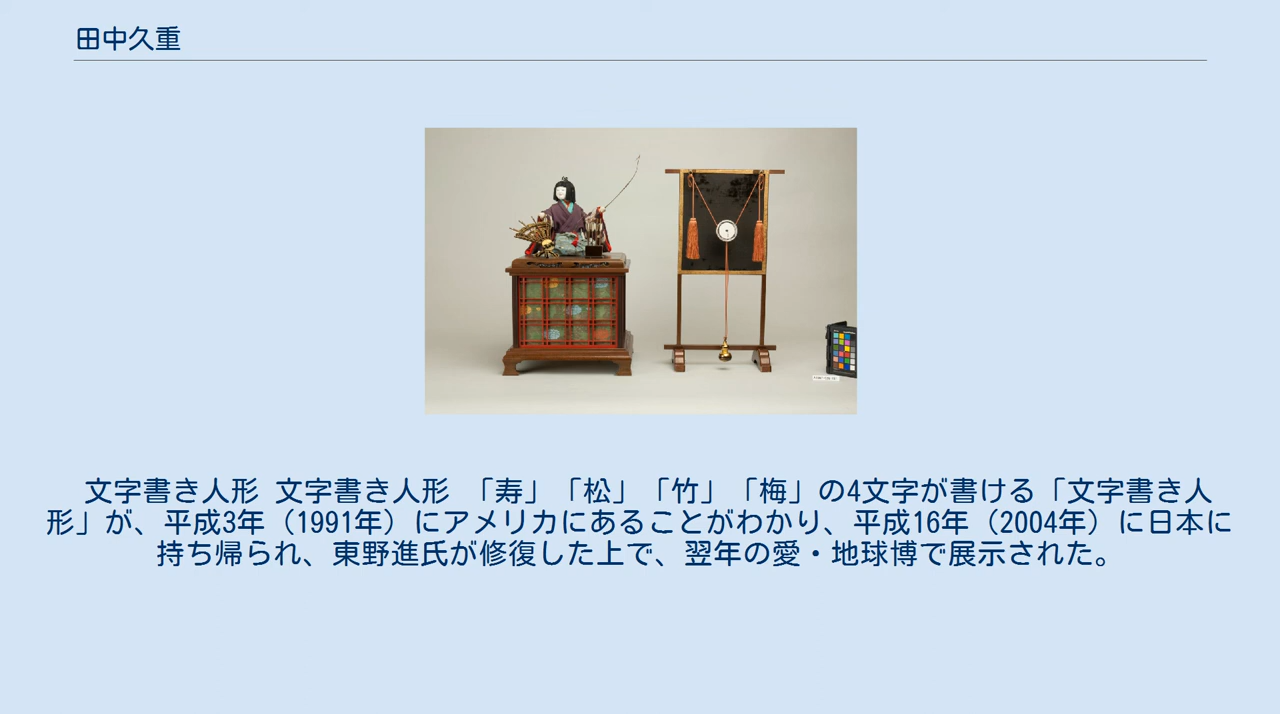 田中久重
文字書き人形 文字書き人形 「寿」「松」「竹」「梅」の4文字が書ける「文字書き人
形」が、平成3年（1991年）にアメリカにあることがわかり、平成16年（2004年）に日本に
持ち帰られ、東野進氏が修復した上で、翌年の愛・地球博で展示された。